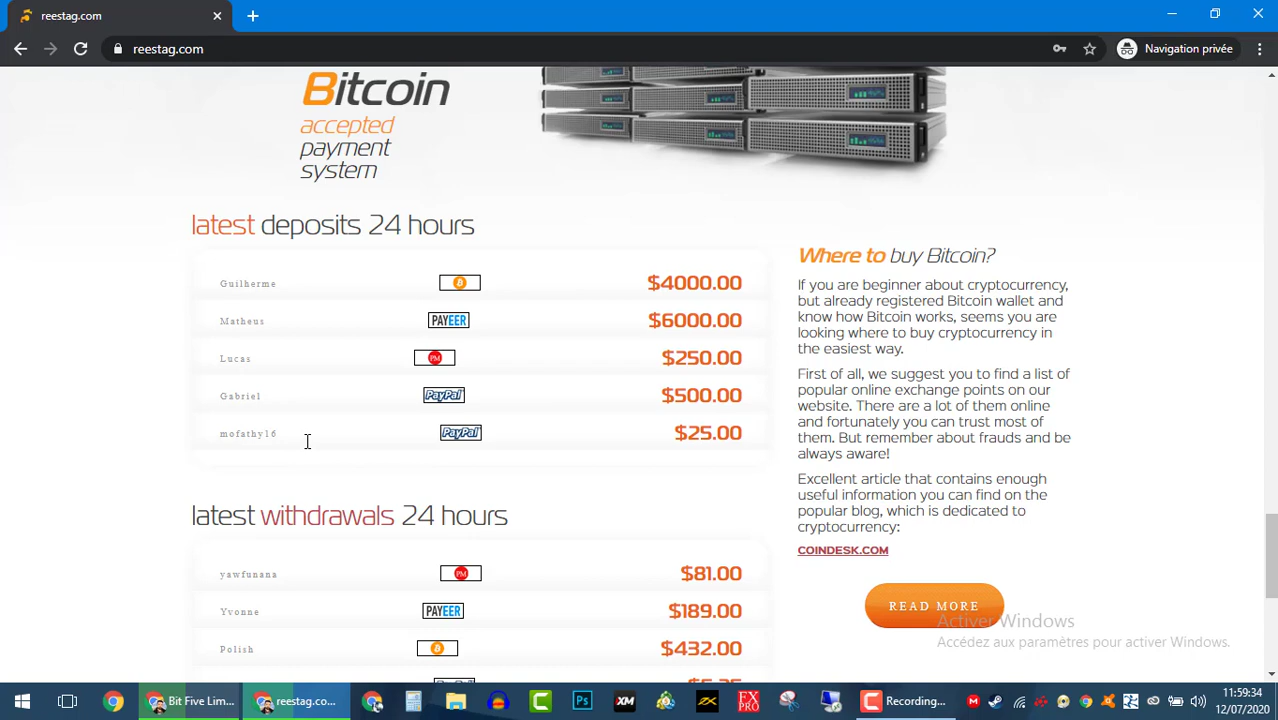 reestag.com
reestag.com
Navigation privée
Bitcoin
accepted
payment
system
latest deposits 24 hours
Guilherme $4000.00
Matheus PAYEER $6000.00
Lucas PM $250.00
Gabriel PayPal $500.00
mofathy16 PayPal $25.00
latest withdrawals 24 hours
yawfunana PM $81.00
Yvonne PAYEER $189.00
Polish $432.00
Where to buy Bitcoin?
If you are beginner about cryptocurrency,
but already registered Bitcoin wallet and
know how Bitcoin works, seems you are
looking where to buy cryptocurrency in
the easiest way.
First of all, we suggest you to find a list of
popular online exchange points on our
website. There are a lot of them online
and fortunately you can trust most of
them. But remember about frauds and be
always aware!
Excellent article that contains enough
useful information you can find on the
popular blog, which is dedicated to
cryptocurrency:
COINDESK.COM
READ MORE
Activer Windows
Accédez aux paramètres pour activer Windows.
Bit Five Lim...
reestag.co...
Ps
XM
FX
PRO
Recording...
11:59:34
12/07/2020